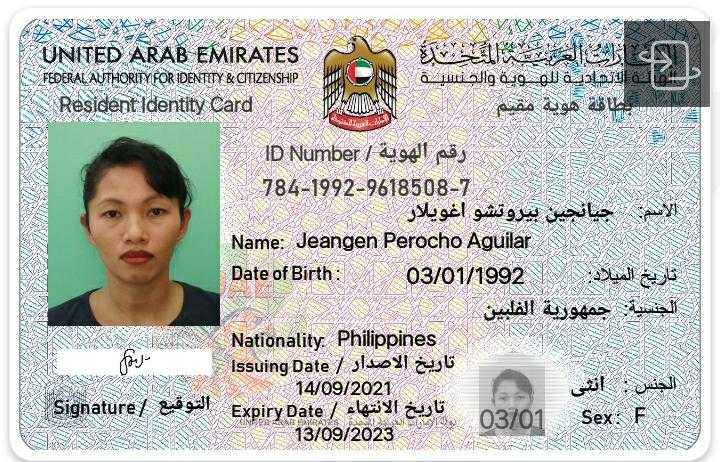 UNITED ARAB EMIRATES
FEDERAL AUTHORITY FOR IDENTITY & CITIZENSHIP
Resident Identity Card
الإمارات العربية المتحدة
الهيئة الاتحادية للهوية والجنسية
بطاقة هوية مقيم
ID Number / رقم الهوية
784-1992-9618508-7
الاسم: جيانجين بيروتشو اغويلار
Name: Jeangen Perocho Aguilar
Date of Birth : 03/01/1992 تاريخ الميلاد:
الجنسية: جمهورية الفلبين
Nationality: Philippines
Issuing Date / تاريخ الاصدار
14/09/2021
Expiry Date / تاريخ الانتهاء
13/09/2023
الجنس : انثى
Sex: F
03/01
Signature / التوقيع